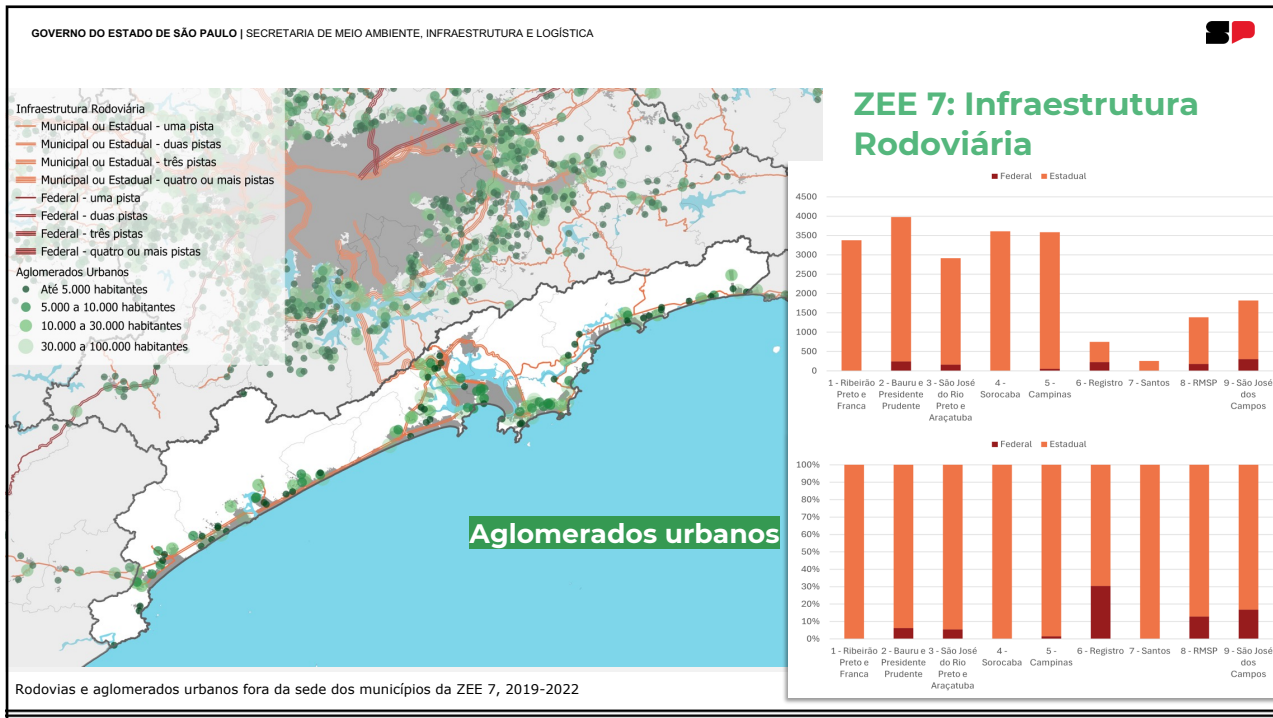 GOVERNO DO ESTADO DE SÃO PAULO | SECRETARIA DE MEIO AMBIENTE, INFRAESTRUTURA E LOGÍSTICA
SP
Infraestrutura Rodoviária
Municipal ou Estadual - uma pista
Municipal ou Estadual - duas pistas
Municipal ou Estadual - três pistas
Municipal ou Estadual - quatro ou mais pistas
Federal - uma pista
Federal - duas pistas
Federal - três pistas
Federal - quatro ou mais pistas
Aglomerados Urbanos
Até 5.000 habitantes
5.000 a 10.000 habitantes
10.000 a 30.000 habitantes
30.000 a 100.000 habitantes
Aglomerados urbanos
Rodovias e aglomerados urbanos fora da sede dos municípios da ZEE 7, 2019-2022
ZEE 7: Infraestrutura
Rodoviária
Federal Estadual
4500
4000
3500
3000
2500
2000
1500
1000
500
0
1 - Ribeirão 2 - Bauru e 3 - São José 4 - 5 - 6 - Registro 7 - Santos 8 - RMSP 9 - São José
Preto e Presidente do Rio Sorocaba Campinas dos
Franca Prudente Preto e Campos
Araçatuba
Federal Estadual
100%
90%
80%
70%
60%
50%
40%
30%
20%
10%
0%
1 - Ribeirão 2 - Bauru e 3 - São José 4 - 5 - 6 - Registro 7 - Santos 8 - RMSP 9 - São José
Preto e Presidente do Rio Sorocaba Campinas dos
Franca Prudente Preto e Campos
Araçatuba